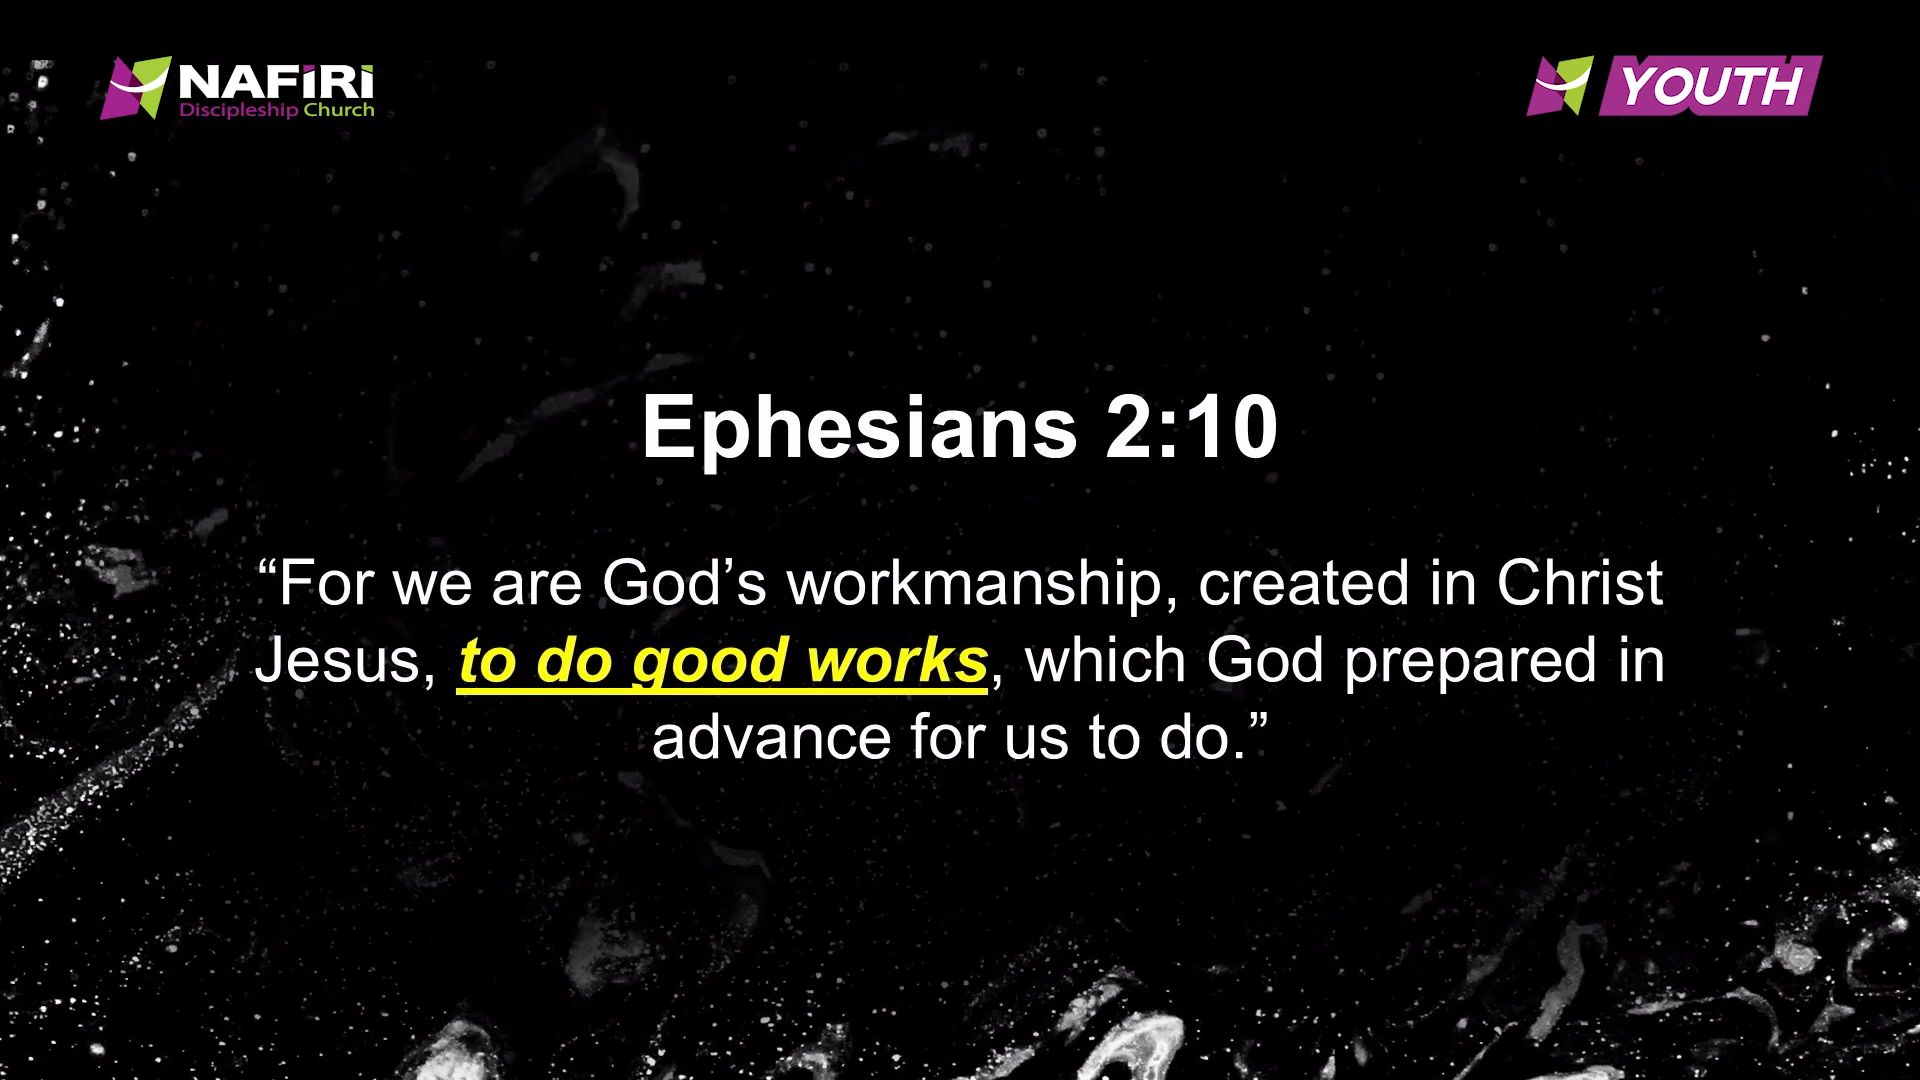 NAFiRi
Discipleship Church
YOUTH
Ephesians 2:10
“For we are God’s workmanship, created in Christ
Jesus, to do good works, which God prepared in
advance for us to do.”